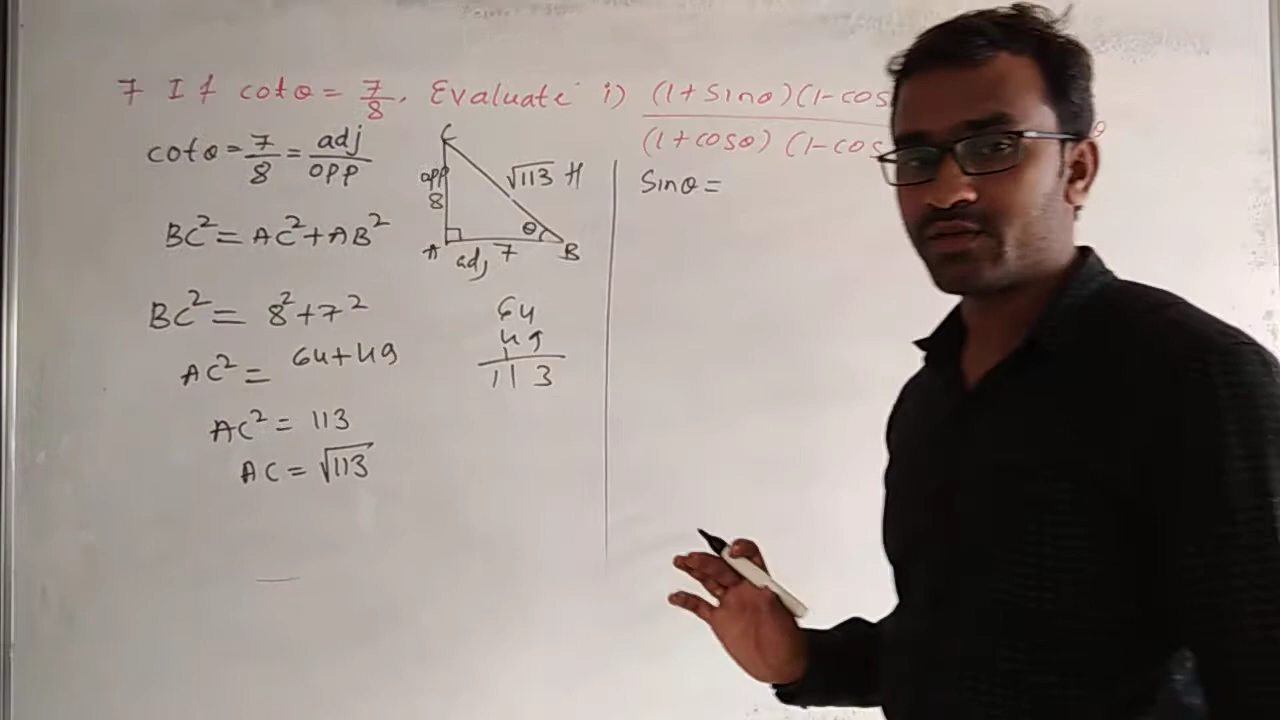 7 If cotθ = 7/8. Evaluate i) (1+Sinθ)(1-cos
(1+cosθ) (1-cos θ
cotθ = 7/8 = adj/opp
BC² = AC² + AB²
BC² = 8² + 7²
AC² = 64+49
AC² = 113
AC = √113
C
opp
8
√113 H
θ
A
adj 7
B
64
49
1
113
Sinθ =